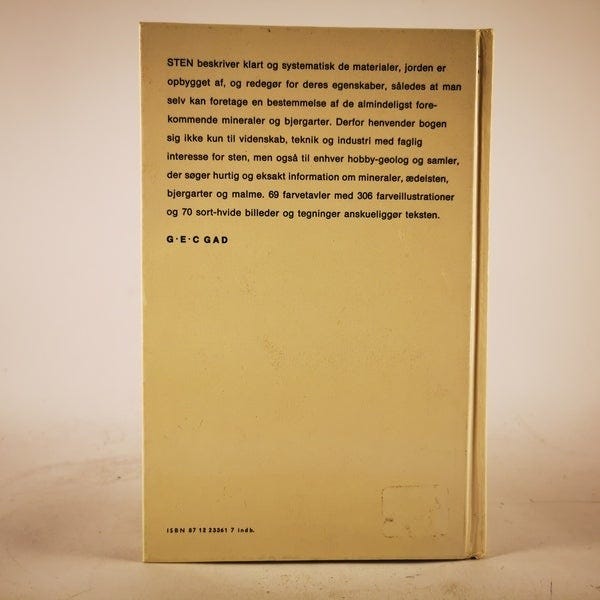 STEN beskriver klart og systematisk de materialer, jorden er
opbygget af, og redegør for deres egenskaber, således at man
selv kan foretage en bestemmelse af de almindeligst fore-
kommende mineraler og bjergarter. Derfor henvender bogen
sig ikke kun til videnskab, teknik og industri med faglig
interesse for sten, men også til enhver hobby-geolog og samler,
der søger hurtig og eksakt information om mineraler, ædelsten,
bjergarter og malme. 69 farvetavler med 306 farveillustrationer
og 70 sort-hvide billeder og tegninger anskueliggør teksten.
G·E·C GAD
ISBN 87 12 23361 7 indb.